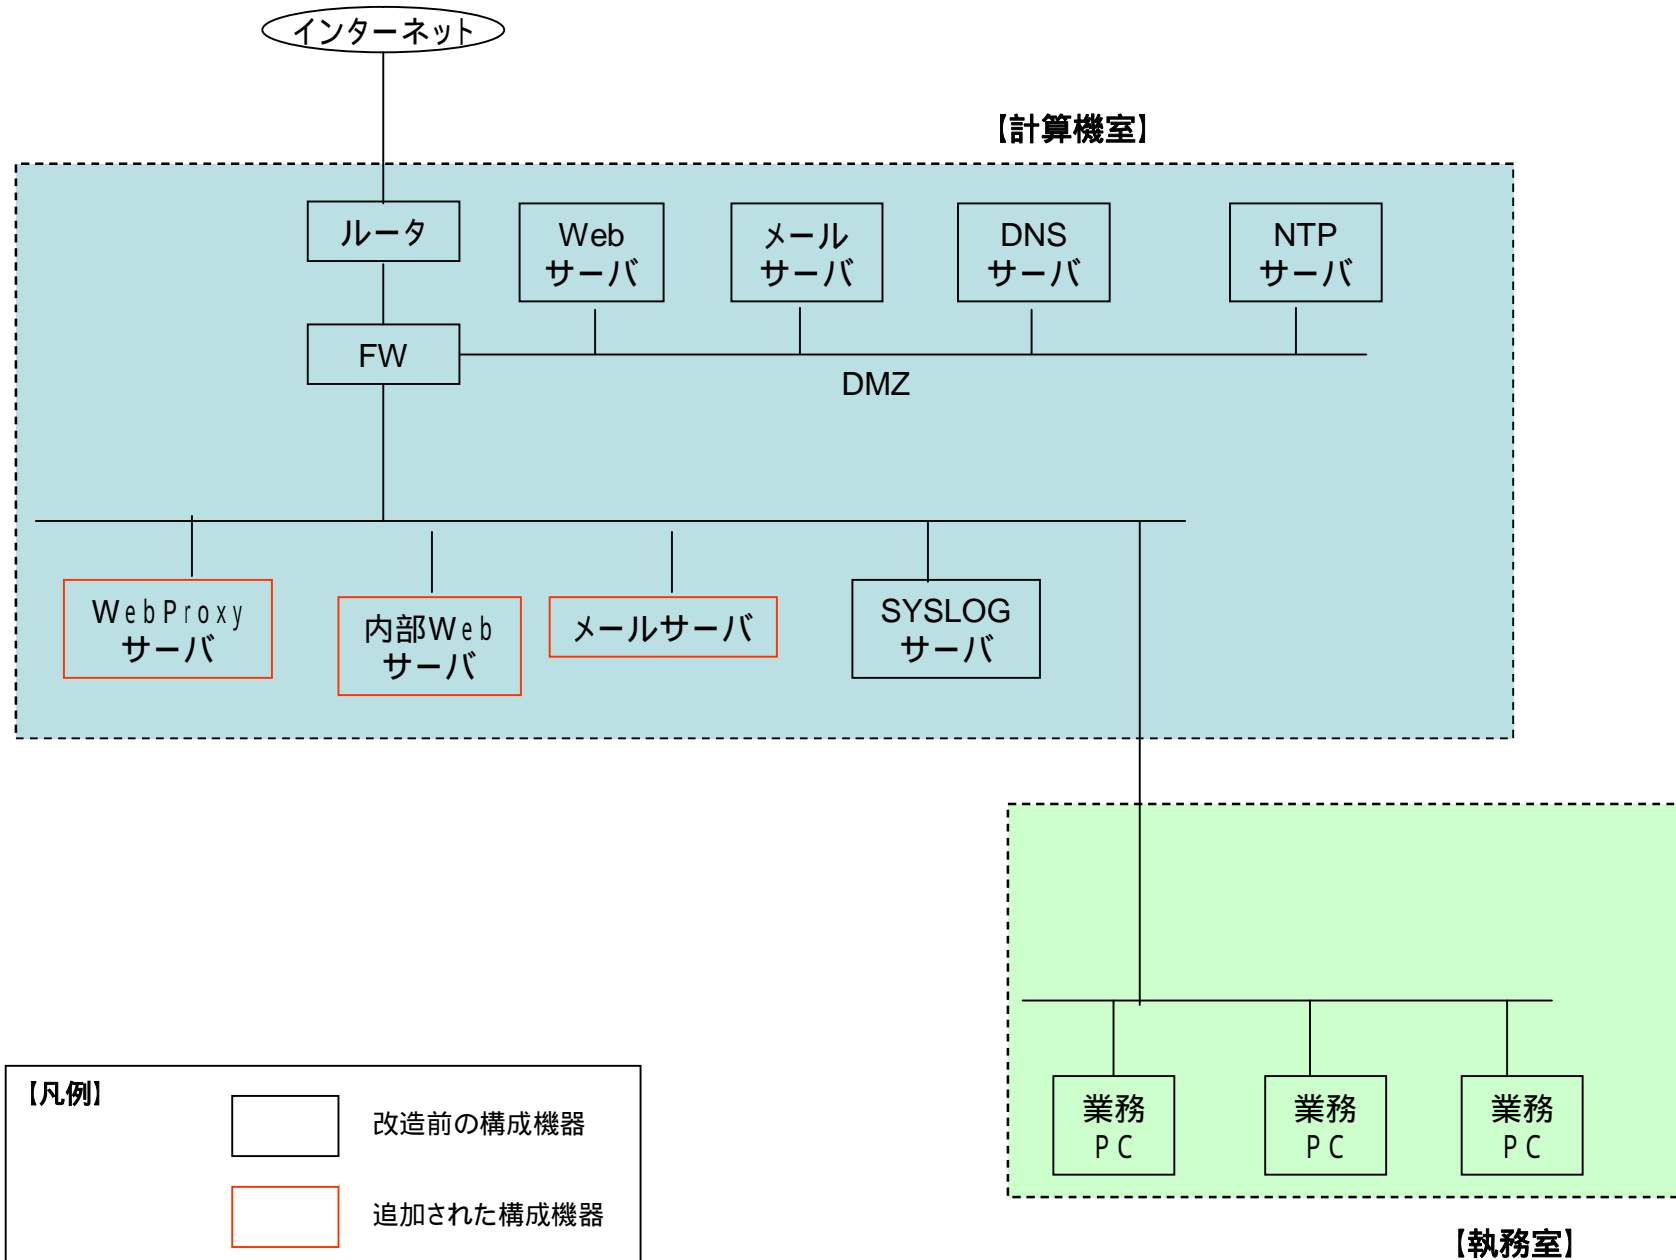 インターネット
【計算機室】
ルータ
Web
サーバ
メール
サーバ
DNS
サーバ
NTP
サーバ
FW
DMZ
WebProxy
サーバ
内部Web
サーバ
メールサーバ
SYSLOG
サーバ
業務
PC
業務
PC
業務
PC
【執務室】
【凡例】
改造前の構成機器
追加された構成機器